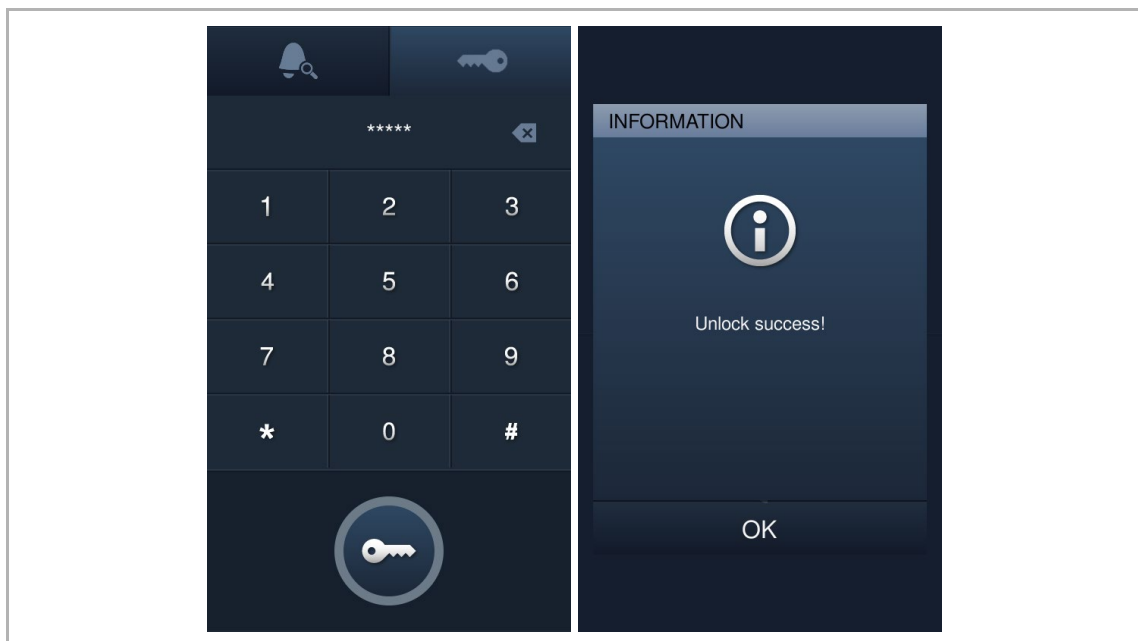 *****
1 2 3
4 5 6
7 8 9
* 0 #
INFORMATION
Unlock success!
OK